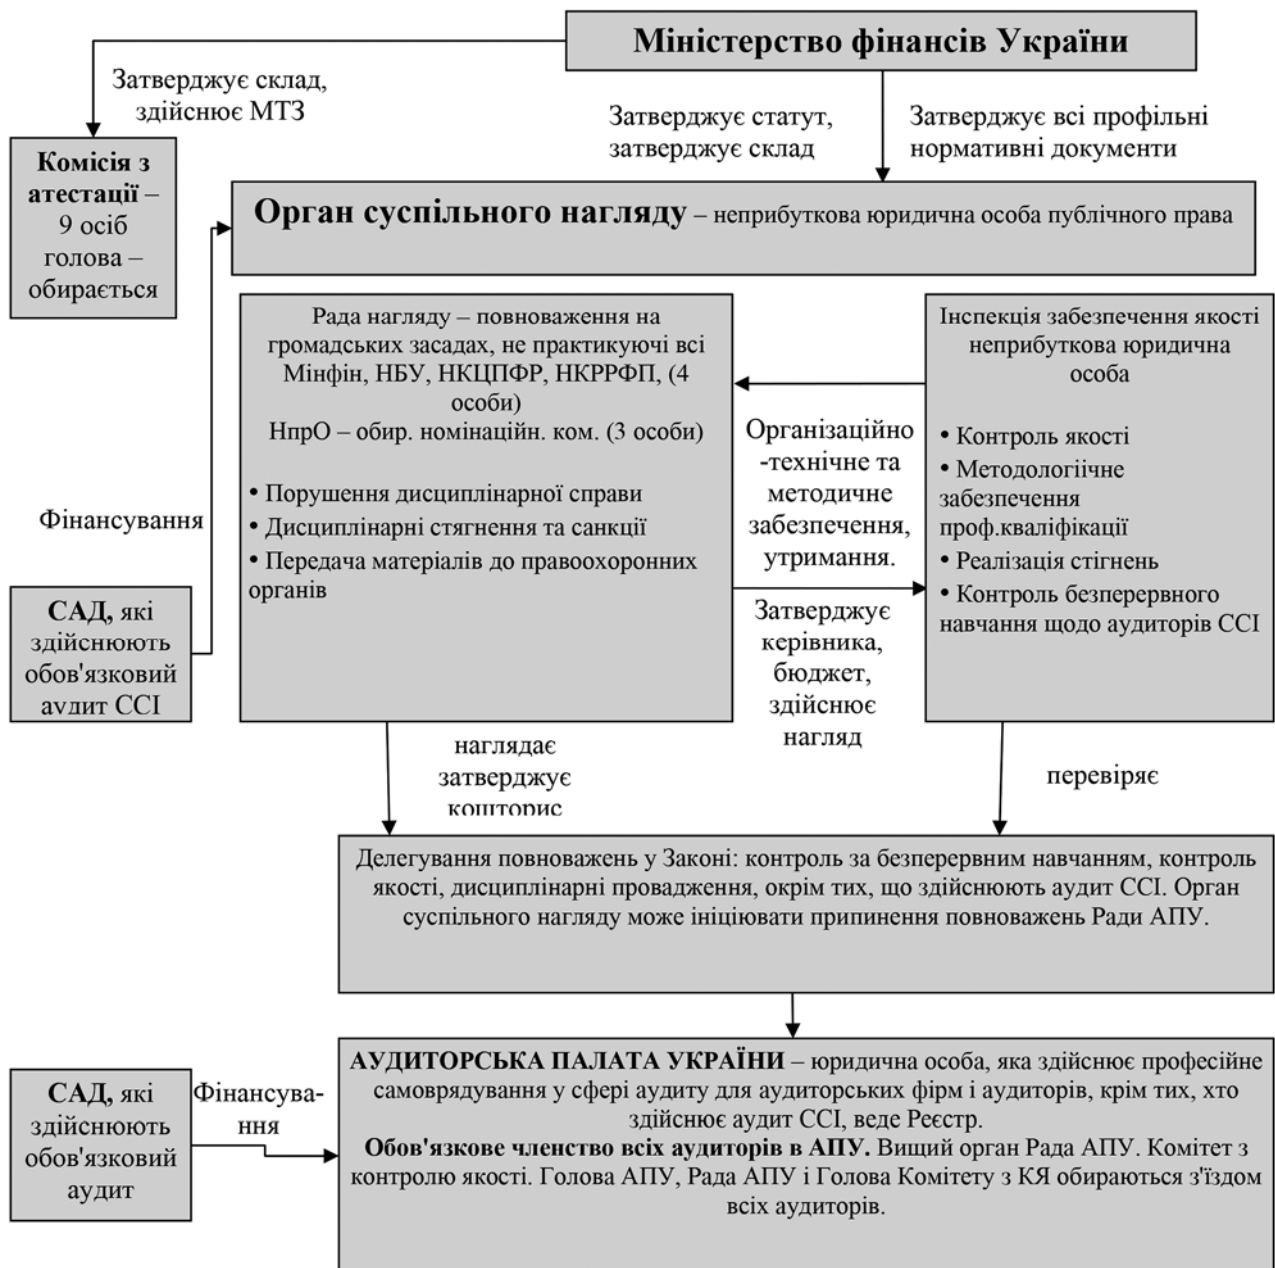 Міністерство фінансів України
Затверджує склад,
здійснює МТЗ
Затверджує статут,
затверджує склад
Затверджує всі профільні
нормативні документи
Комісія з
атестації –
9 осіб
голова –
обирається
Орган суспільного нагляду – неприбуткова юридична особа публічного права
Рада нагляду – повноваження на
громадських засадах, не практикуючі всі
Мінфін, НБУ, НКЦПФР, НКРРФП, (4
особи)
НпрО – обир. номінаційн. ком. (3 особи)
• Порушення дисциплінарної справи
• Дисциплінарні стягнення та санкції
• Передача матеріалів до правоохоронних
органів
Організаційно
-технічне та
методичне
забезпечення,
утримання.
Затверджує
керівника,
бюджет,
здійснює
нагляд
Інспекція забезпечення якості
неприбуткова юридична
особа
• Контроль якості
• Методологіічне
забезпечення
проф.кваліфікації
• Реалізація стігнень
• Контроль безперервного
навчання щодо аудиторів ССІ
Фінансування
САД, які
здійснюють
обов'язковий
аудит ССІ
наглядає
затверджує
кошторис
перевіряє
Делегування повноважень у Законі: контроль за безперервним навчанням, контроль
якості, дисциплінарні провадження, окрім тих, що здійснюють аудит ССІ. Орган
суспільного нагляду може ініціювати припинення повноважень Ради АПУ.
САД, які
здійснюють
обов'язковий
аудит
Фінансува-
ння
АУДИТОРСЬКА ПАЛАТА УКРАЇНИ – юридична особа, яка здійснює професійне
самоврядування у сфері аудиту для аудиторських фірм і аудиторів, крім тих, хто
здійснює аудит ССІ, веде Реєстр.
Обов'язкове членство всіх аудиторів в АПУ. Вищий орган Рада АПУ. Комітет з
контролю якості. Голова АПУ, Рада АПУ і Голова Комітету з КЯ обираються з'їздом
всіх аудиторів.